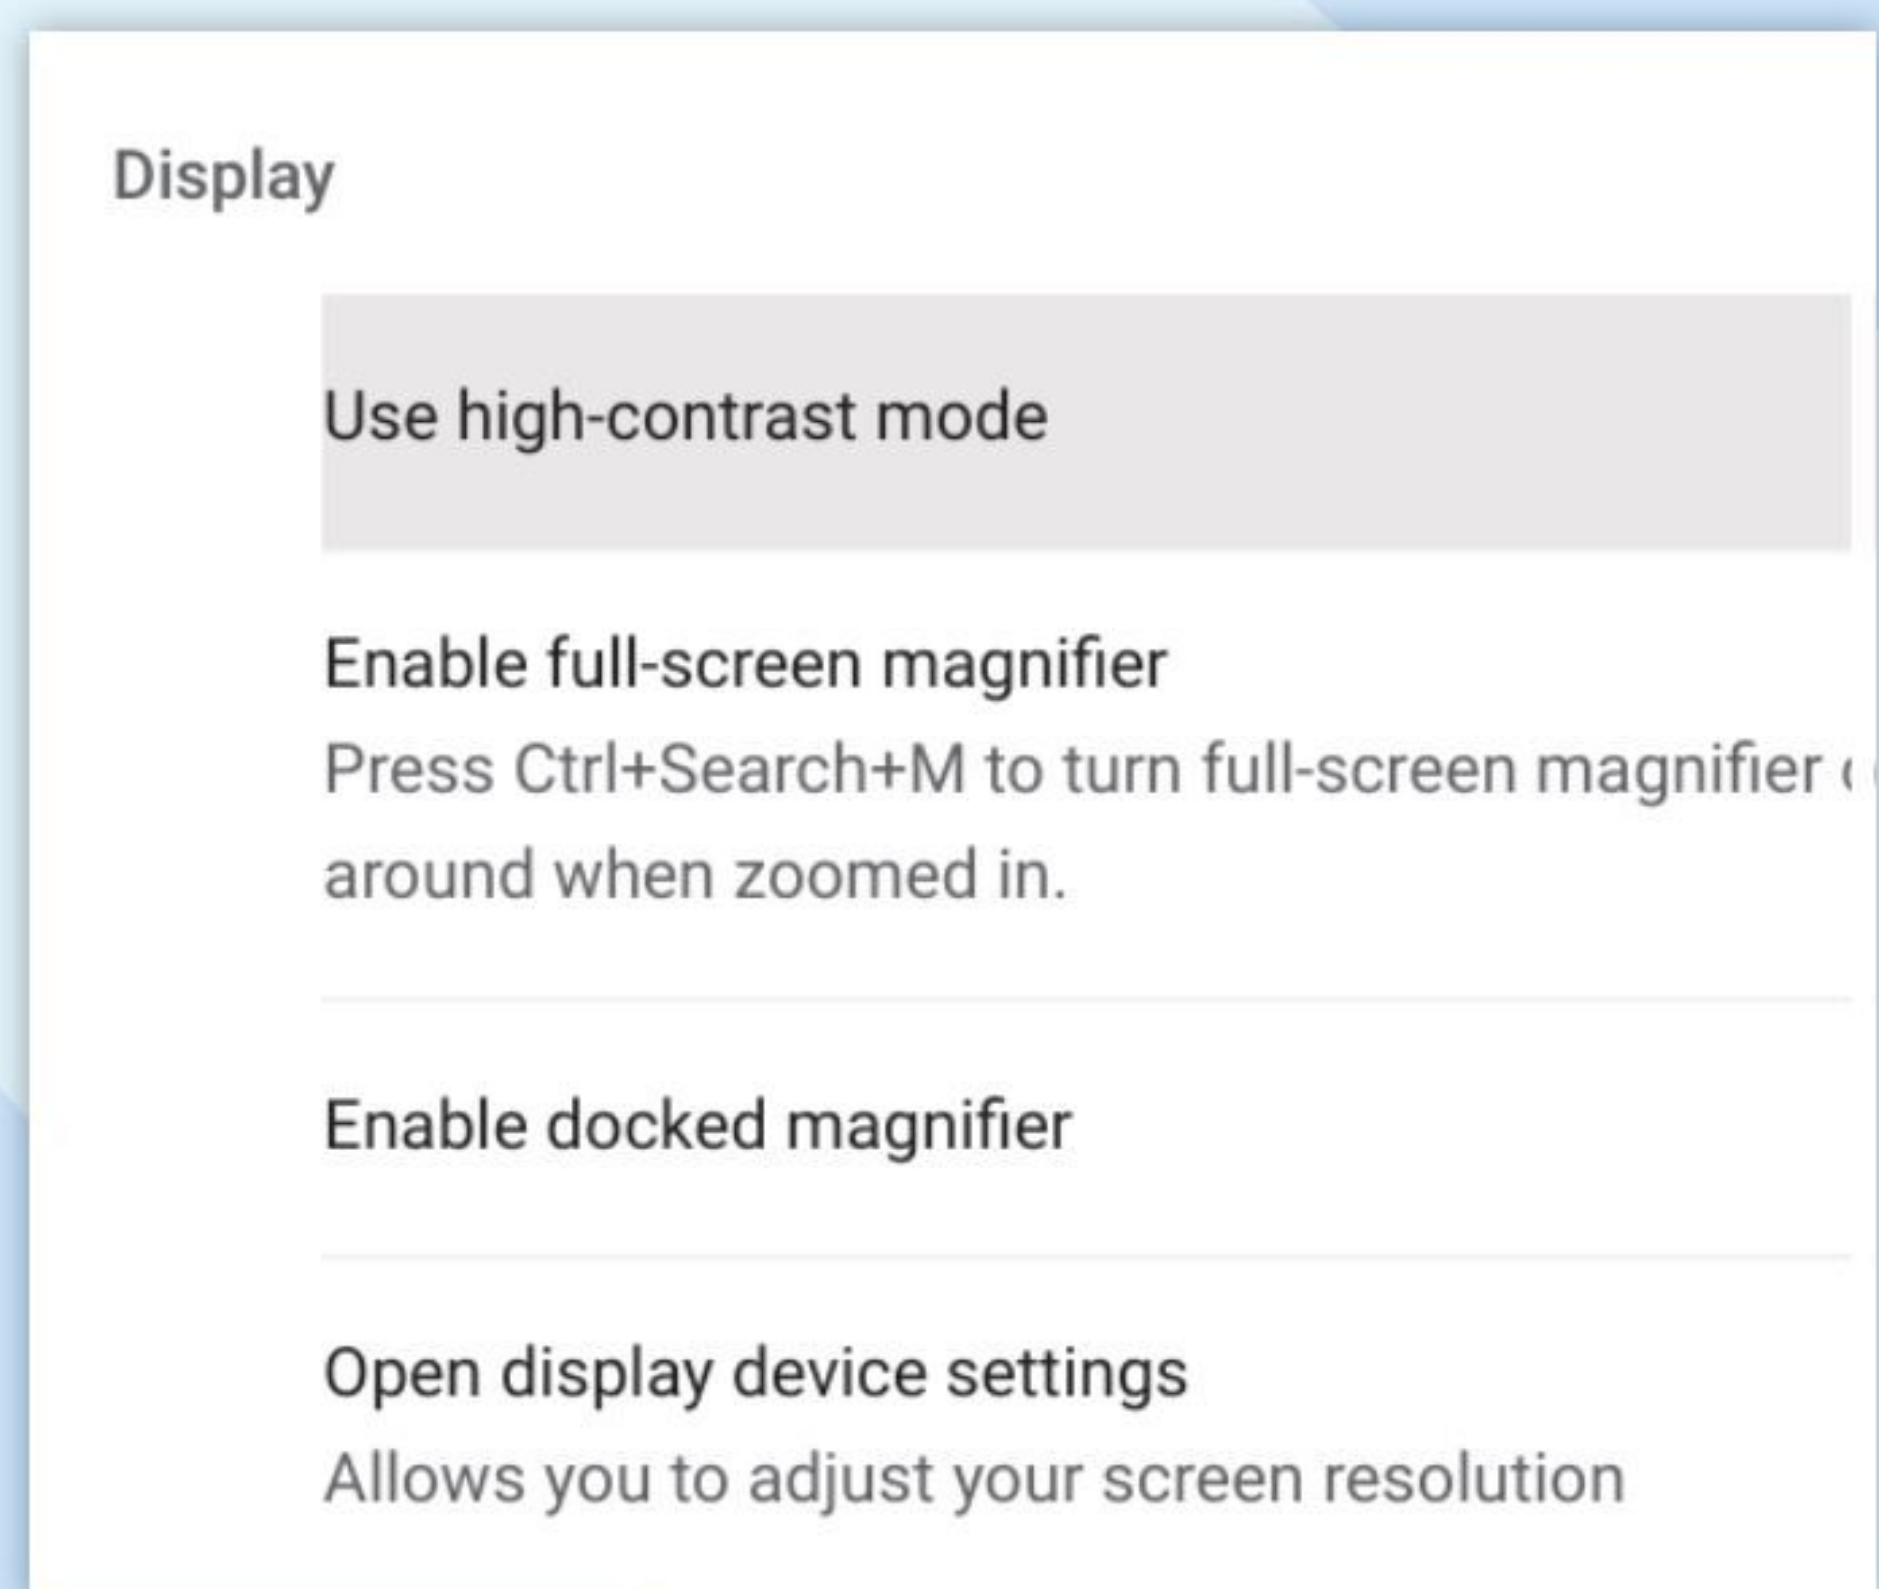 Display
Use high-contrast mode
Enable full-screen magnifier
Press Ctrl+Search+M to turn full-screen magnifier
around when zoomed in.
Enable docked magnifier
Open display device settings
Allows you to adjust your screen resolution